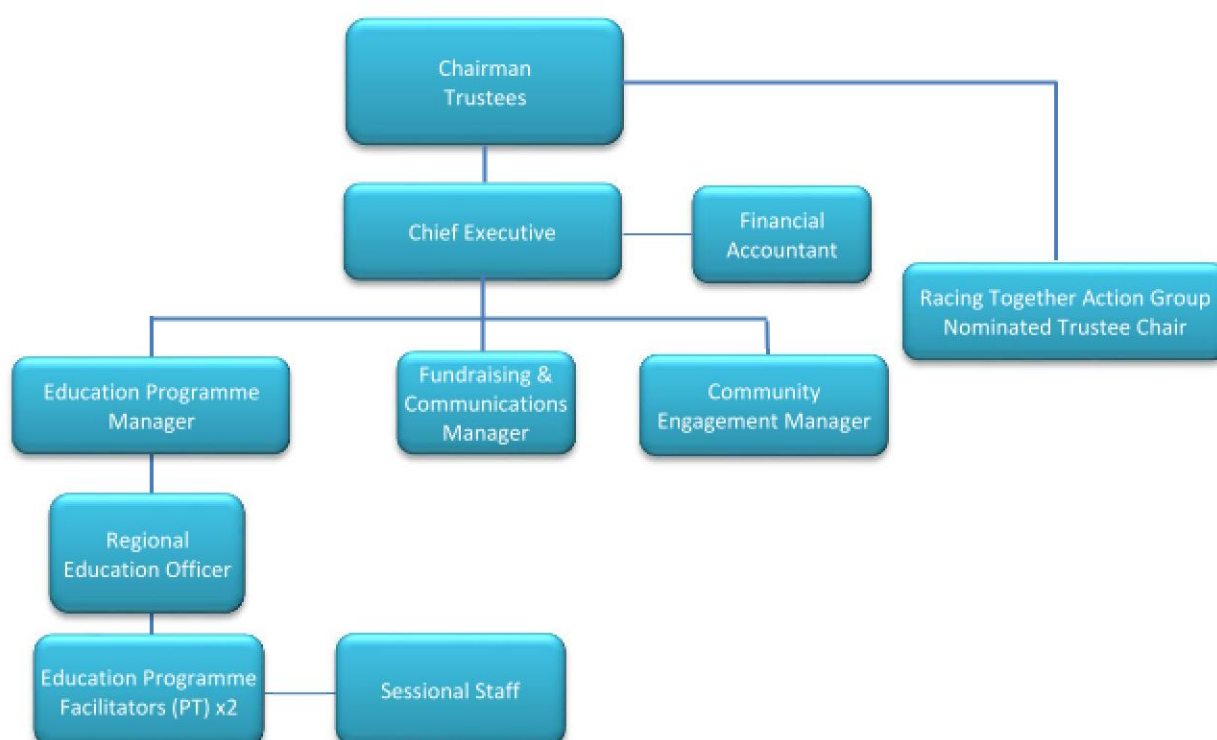 Chairman
Trustees
Chief Executive
Financial
Accountant
Racing Together Action Group
Nominated Trustee Chair
Education Programme
Manager
Fundraising &
Communications
Manager
Community
Engagement Manager
Regional
Education Officer
Education Programme
Facilitators (PT) x2
Sessional Staff